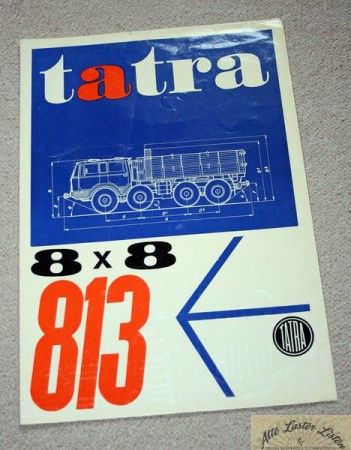 tatra
8 x 8
813
TATRA
Alte Laster Listen